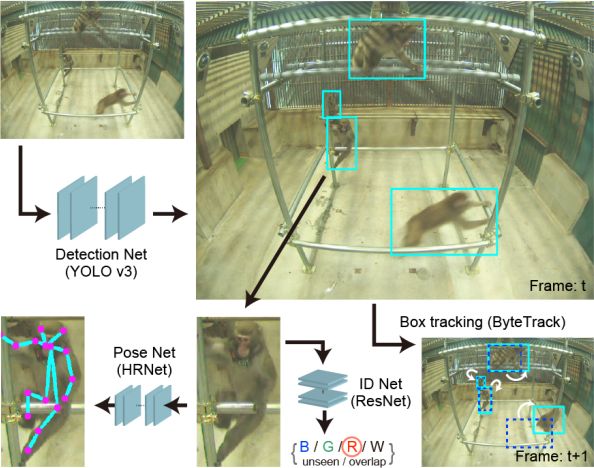 Detection Net
(YOLO v3)
Frame: t
Box tracking (ByteTrack)
Pose Net
(HRNet)
ID Net
(ResNet)
{ B / G / R / W }
unseen / overlap
Frame: t+1